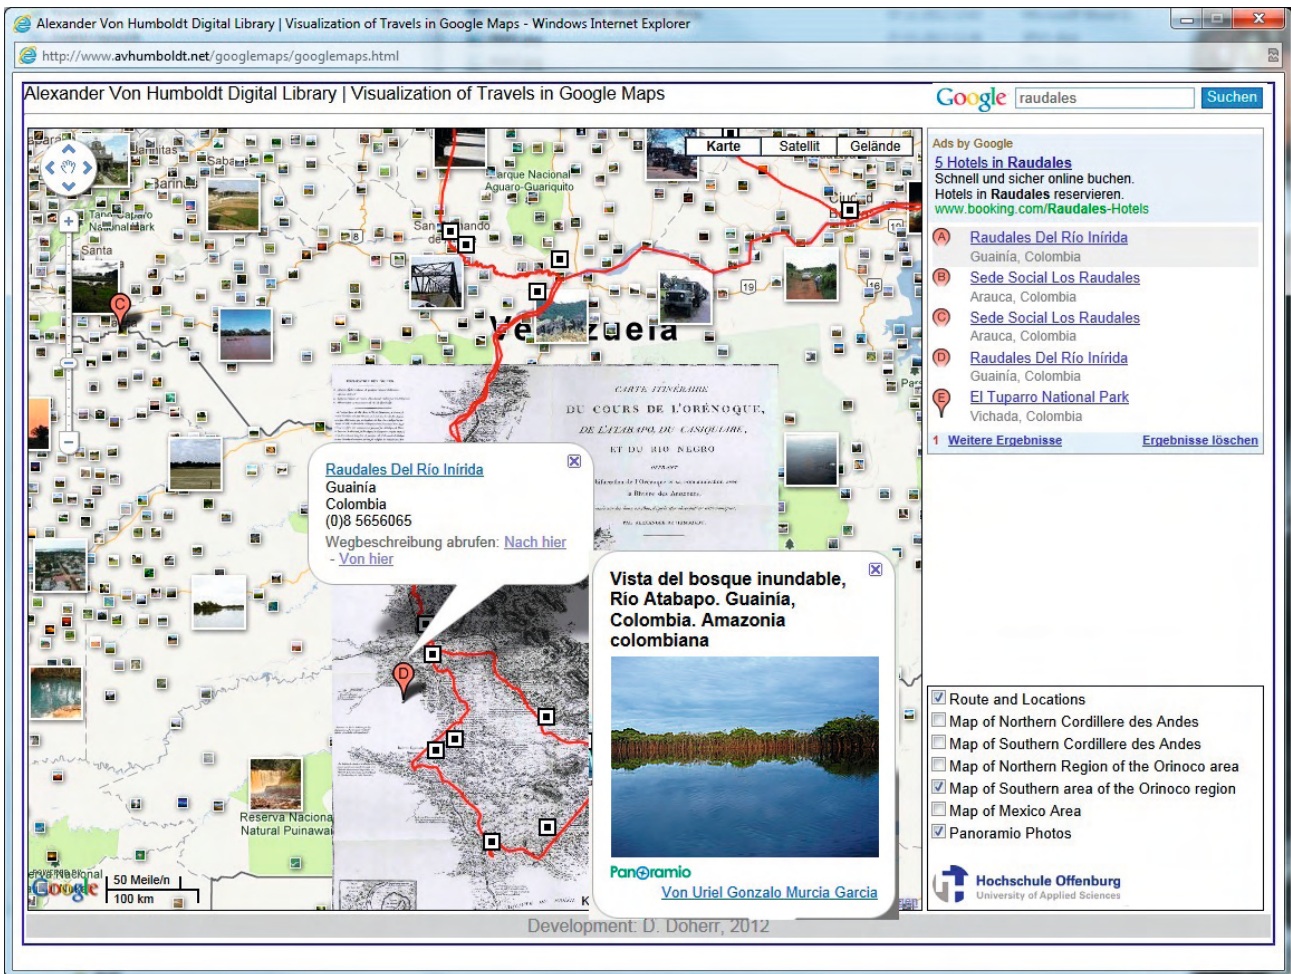 Alexander Von Humboldt Digital Library | Visualization of Travels in Google Maps - Windows Internet Explorer
http://www.avhumboldt.net/googlemaps/googlemaps.html
Alexander Von Humboldt Digital Library | Visualization of Travels in Google Maps
Google raudales Suchen
Karte Satellit Gelände
Parque Nacional
Aguaro-Guariquito
Santa
19
Venezuela
CARTE ITINÉRAIRE
DU COURS DE L'ORÉNOQUE,
DE L'ATABAPO, DU CASIQUIARE,
ET DU RIO NEGRO
Raudales Del Río Inírida
Guainía
Colombia
(0)8 5656065
Wegbeschreibung abrufen: Nach hier
- Von hier
C
D
Vista del bosque inundable,
Río Atabapo. Guainía,
Colombia. Amazonia
colombiana
Panoramio
Von Uriel Gonzalo Murcia Garcia
Reserva Naciona
Natural Puinawai
Google
50 Meile/n
100 km
Ads by Google
5 Hotels in Raudales
Schnell und sicher online buchen.
Hotels in Raudales reservieren.
www.booking.com/Raudales-Hotels
A Raudales Del Río Inírida
Guainía, Colombia
B Sede Social Los Raudales
Arauca, Colombia
C Sede Social Los Raudales
Arauca, Colombia
D Raudales Del Río Inírida
Guainía, Colombia
E El Tuparro National Park
Vichada, Colombia
1 Weitere Ergebnisse Ergebnisse löschen
Route and Locations
Map of Northern Cordillere des Andes
Map of Southern Cordillere des Andes
Map of Northern Region of the Orinoco area
Map of Southern area of the Orinoco region
Map of Mexico Area
Panoramio Photos
Hochschule Offenburg
University of Applied Sciences
Development: D. Doherr, 2012